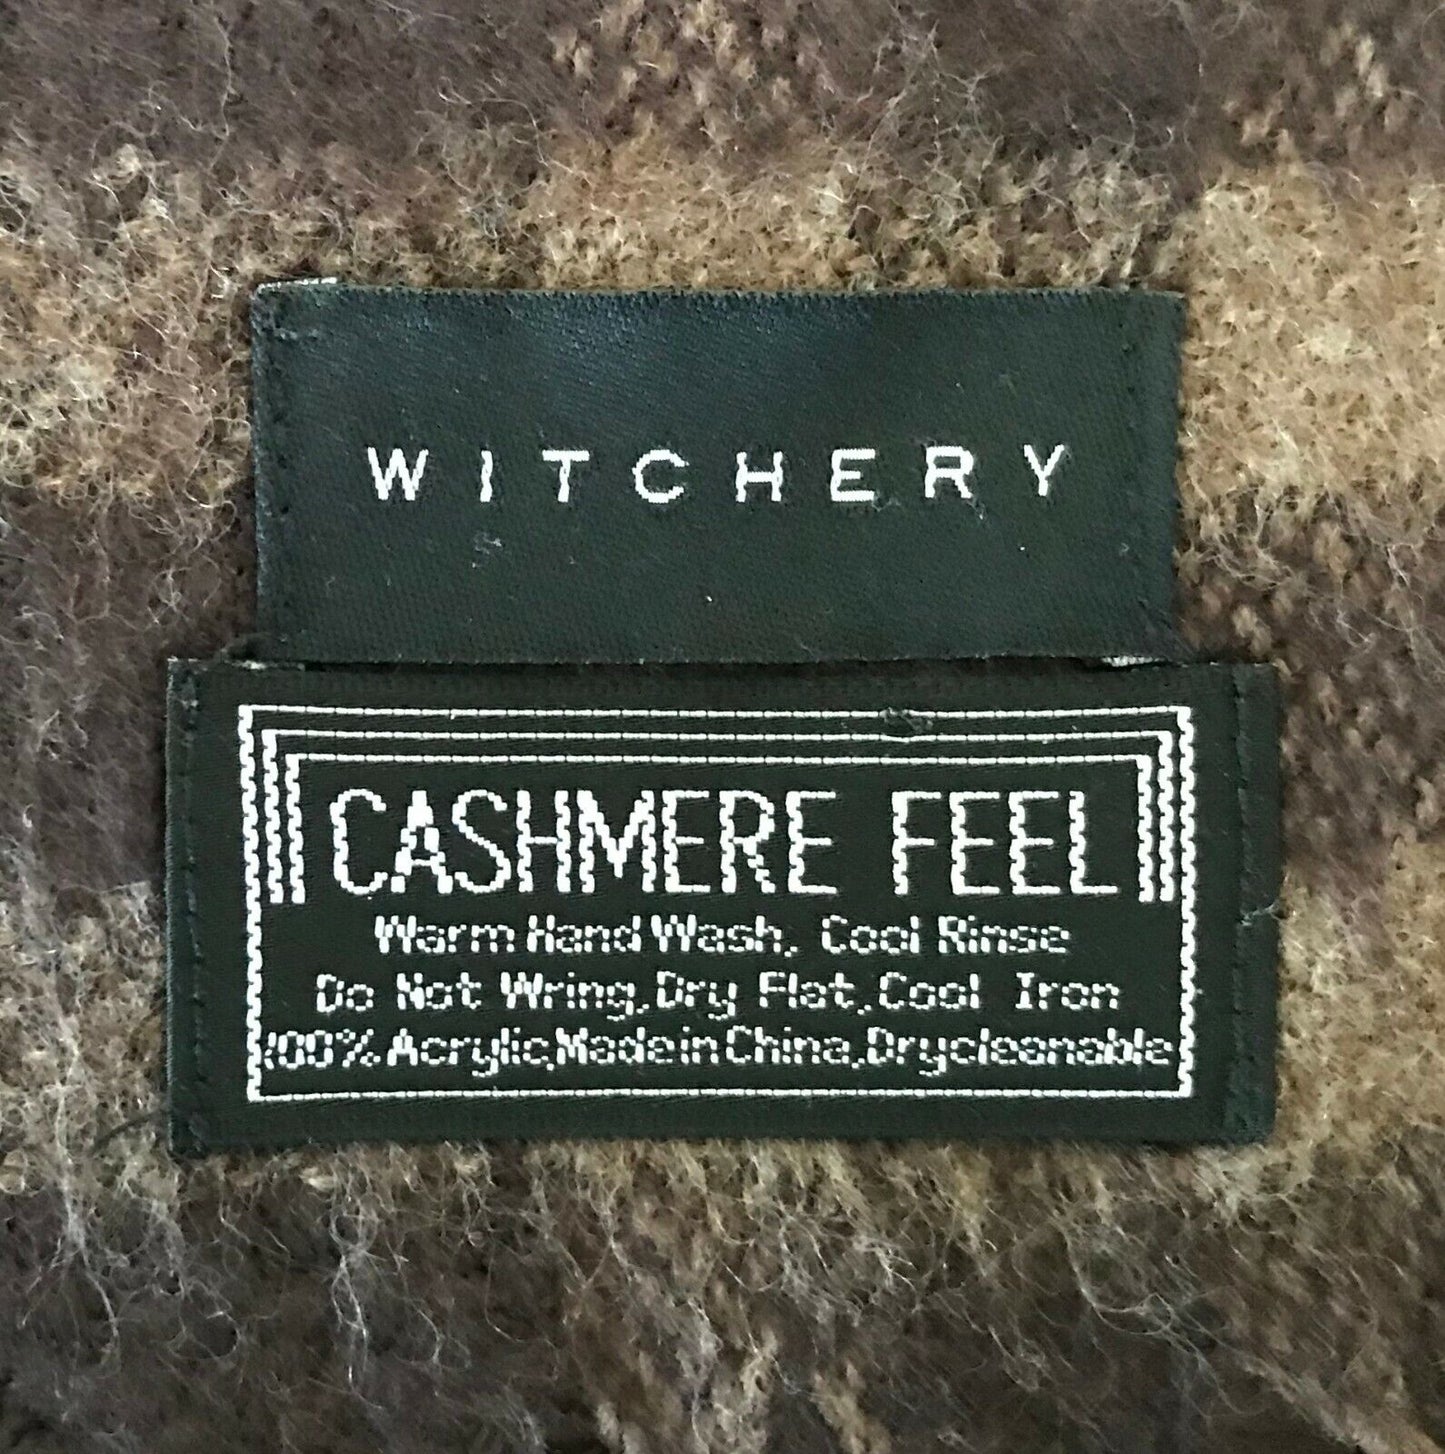 WITCHERY
CASHMERE FEEL
Warm Hand Wash, Cool Rinse
Do Not Wring, Dry Flat, Cool Iron
100% Acrylic, Made in China, Drycleanable